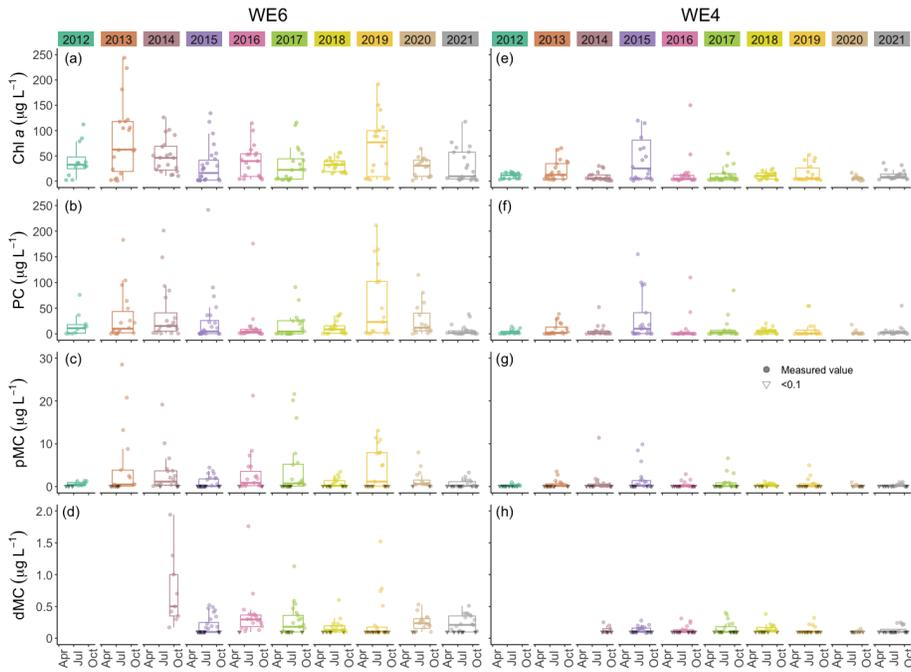 WE6 WE4
2012 2013 2014 2015 2016 2017 2018 2019 2020 2021 2012 2013 2014 2015 2016 2017 2018 2019 2020 2021
(a) (e)
Chl a (µg L−1)
250
200
150
100
50
0
(b) (f)
PC (µg L−1)
250
200
150
100
50
0
(c) (g)
pMC (µg L−1)
30
20
10
0
Measured value
<0.1
(d) (h)
dMC (µg L−1)
2.0
1.5
1.0
0.5
0
Apr Jul Oct Apr Jul Oct Apr Jul Oct Apr Jul Oct Apr Jul Oct Apr Jul Oct Apr Jul Oct Apr Jul Oct Apr Jul Oct Apr Jul Oct Apr Jul Oct Apr Jul Oct Apr Jul Oct Apr Jul Oct Apr Jul Oct Apr Jul Oct Apr Jul Oct Apr Jul Oct Apr Jul Oct Apr Jul Oct